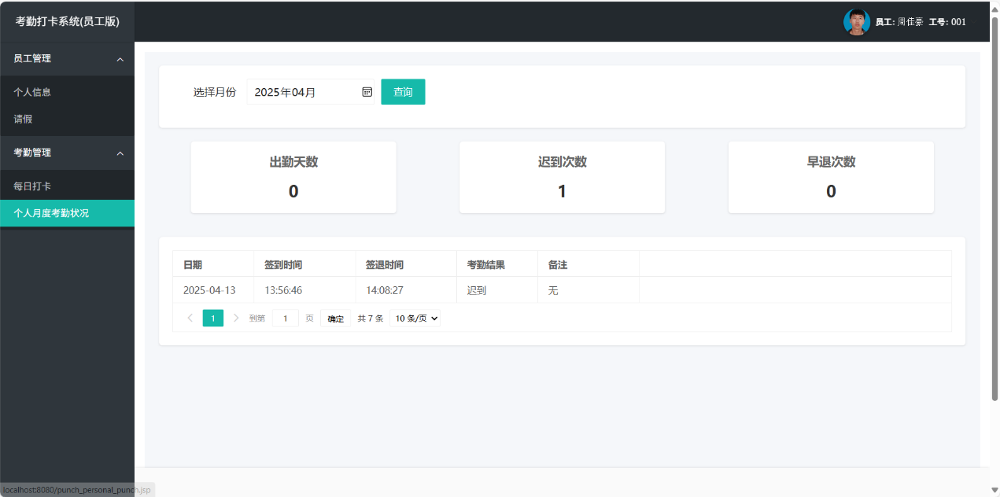 考勤打卡系统(员工版)
员工: 周佳豪 工号: 001
员工管理
个人信息
请假
考勤管理
每日打卡
个人月度考勤状况
选择月份 2025年04月 查询
出勤天数 迟到次数 早退次数
0 1 0
日期 签到时间 签退时间 考勤结果 备注
2025-04-13 13:56:46 14:08:27 迟到 无
1 到第 1 页 确定 共 7 条 10 条/页
localhost:8080/punch_personal_punch.jsp